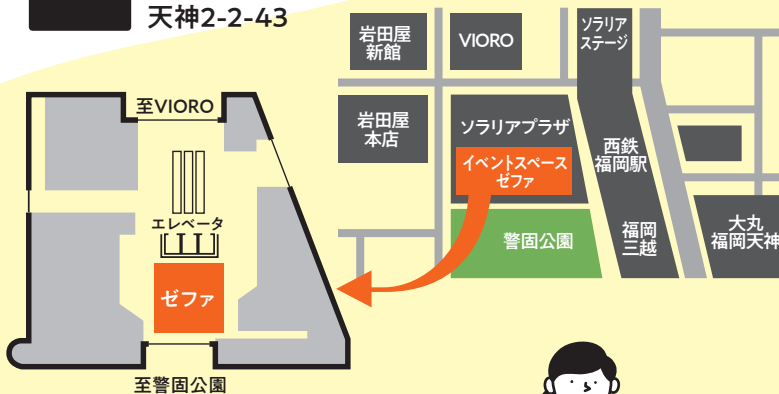 天神2-2-43
岩田屋
新館
VIORO
ソラリア
ステージ
至VIORO
岩田屋
本店
ソラリアプラザ
イベントスペース
ゼファ
西鉄
福岡駅
エレベータ
警固公園
福岡
三越
大丸
福岡天神
ゼファ
至警固公園